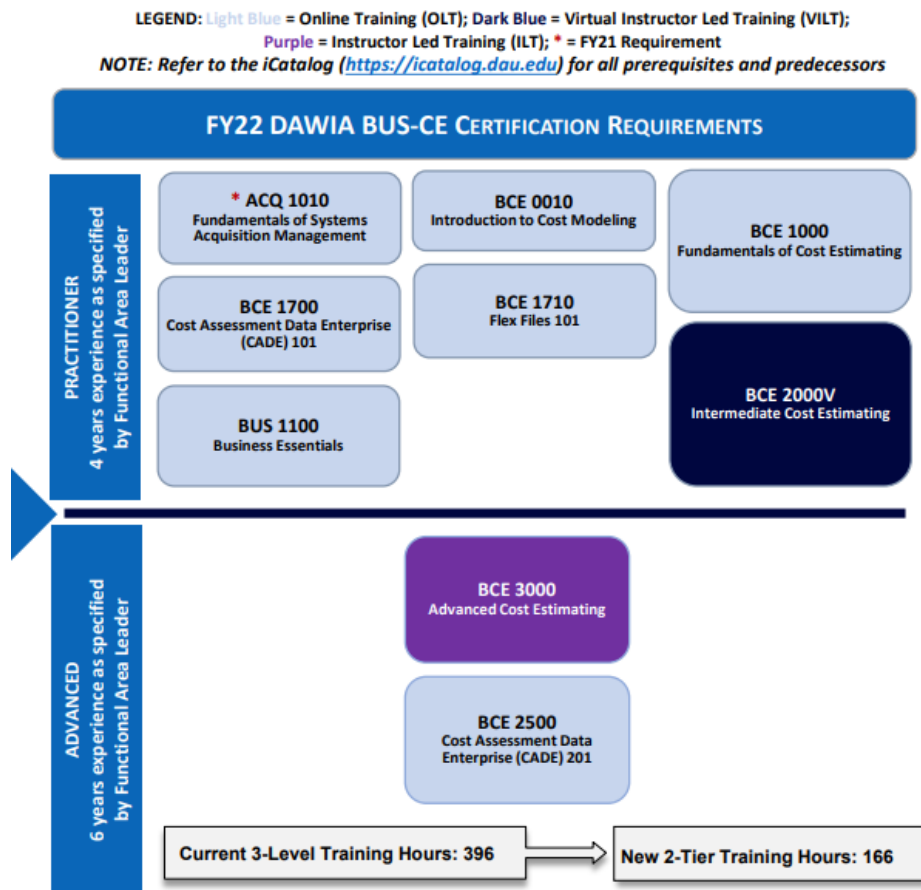 LEGEND: Light Blue = Online Training (OLT); Dark Blue = Virtual Instructor Led Training (VILT);
Purple = Instructor Led Training (ILT); * = FY21 Requirement
NOTE: Refer to the iCatalog (https://icatalog.dau.edu) for all prerequisites and predecessors
FY22 DAWIA BUS-CE CERTIFICATION REQUIREMENTS
PRACTITIONER
4 years experience as specified
by Functional Area Leader
* ACQ 1010
Fundamentals of Systems
Acquisition Management
BCE 0010
Introduction to Cost Modeling
BCE 1000
Fundamentals of Cost Estimating
BCE 1700
Cost Assessment Data Enterprise
(CADE) 101
BCE 1710
Flex Files 101
BCE 2000V
Intermediate Cost Estimating
BUS 1100
Business Essentials
ADVANCED
6 years experience as specified
by Functional Area Leader
BCE 3000
Advanced Cost Estimating
BCE 2500
Cost Assessment Data
Enterprise (CADE) 201
Current 3-Level Training Hours: 396
New 2-Tier Training Hours: 166